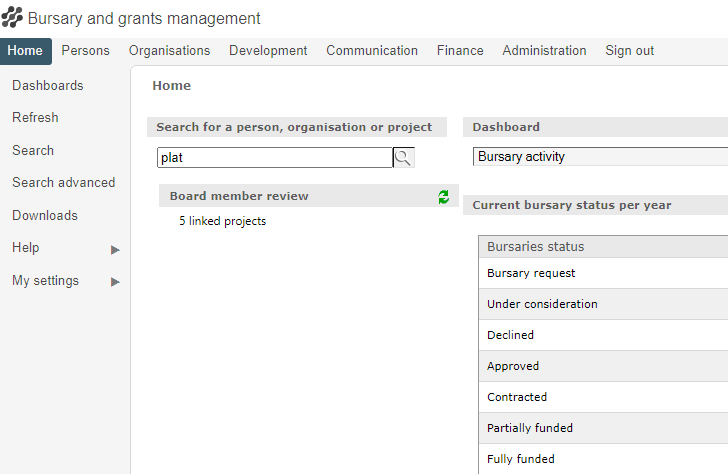 Bursary and grants management
Home Persons Organisations Development Communication Finance Administration Sign out
Dashboards
Refresh
Search
Search advanced
Downloads
Help
My settings
Home
Search for a person, organisation or project
plat
Board member review
5 linked projects
Dashboard
Bursary activity
Current bursary status per year
Bursaries status
Bursary request
Under consideration
Declined
Approved
Contracted
Partially funded
Fully funded